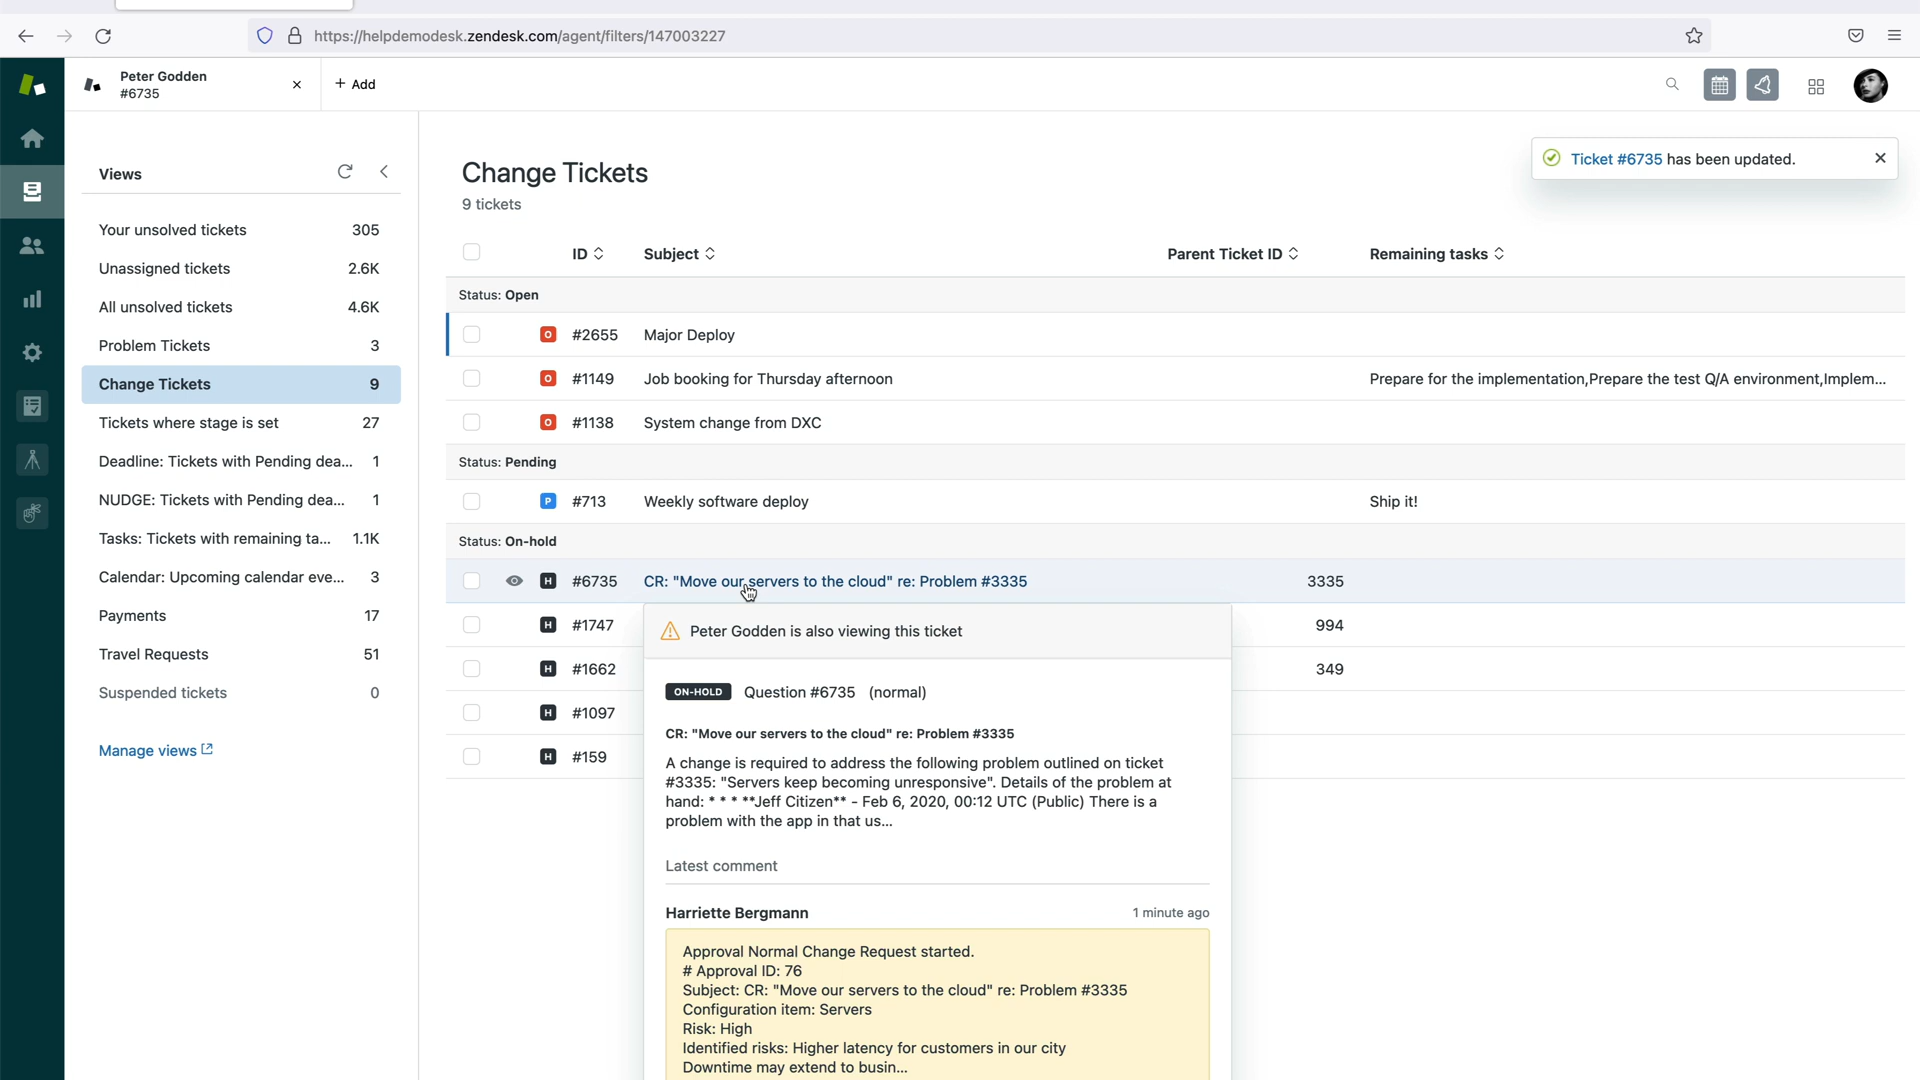 https://helpdemodesk.zendesk.com/agent/filters/147003227
Peter Godden
#6735
+ Add
Ticket #6735 has been updated.
Views
Your unsolved tickets 305
Unassigned tickets 2.6K
All unsolved tickets 4.6K
Problem Tickets 3
Change Tickets 9
Tickets where stage is set 27
Deadline: Tickets with Pending dea... 1
NUDGE: Tickets with Pending dea... 1
Tasks: Tickets with remaining ta... 1.1K
Calendar: Upcoming calendar eve... 3
Payments 17
Travel Requests 51
Suspended tickets 0
Manage views
Change Tickets
9 tickets
ID Subject Parent Ticket ID Remaining tasks
Status: Open
O #2655 Major Deploy
O #1149 Job booking for Thursday afternoon Prepare for the implementation,Prepare the test Q/A environment,Implem...
O #1138 System change from DXC
Status: Pending
P #713 Weekly software deploy Ship it!
Status: On-hold
H #6735 CR: "Move our servers to the cloud" re: Problem #3335 3335
H #1747 994
H #1662 349
H #1097
H #159
Peter Godden is also viewing this ticket
ON-HOLD Question #6735 (normal)
CR: "Move our servers to the cloud" re: Problem #3335
A change is required to address the following problem outlined on ticket
#3335: "Servers keep becoming unresponsive". Details of the problem at
hand: * * * **Jeff Citizen** - Feb 6, 2020, 00:12 UTC (Public) There is a
problem with the app in that us...
Latest comment
Harriette Bergmann 1 minute ago
Approval Normal Change Request started.
# Approval ID: 76
Subject: CR: "Move our servers to the cloud" re: Problem #3335
Configuration item: Servers
Risk: High
Identified risks: Higher latency for customers in our city
Downtime may extend to busin...